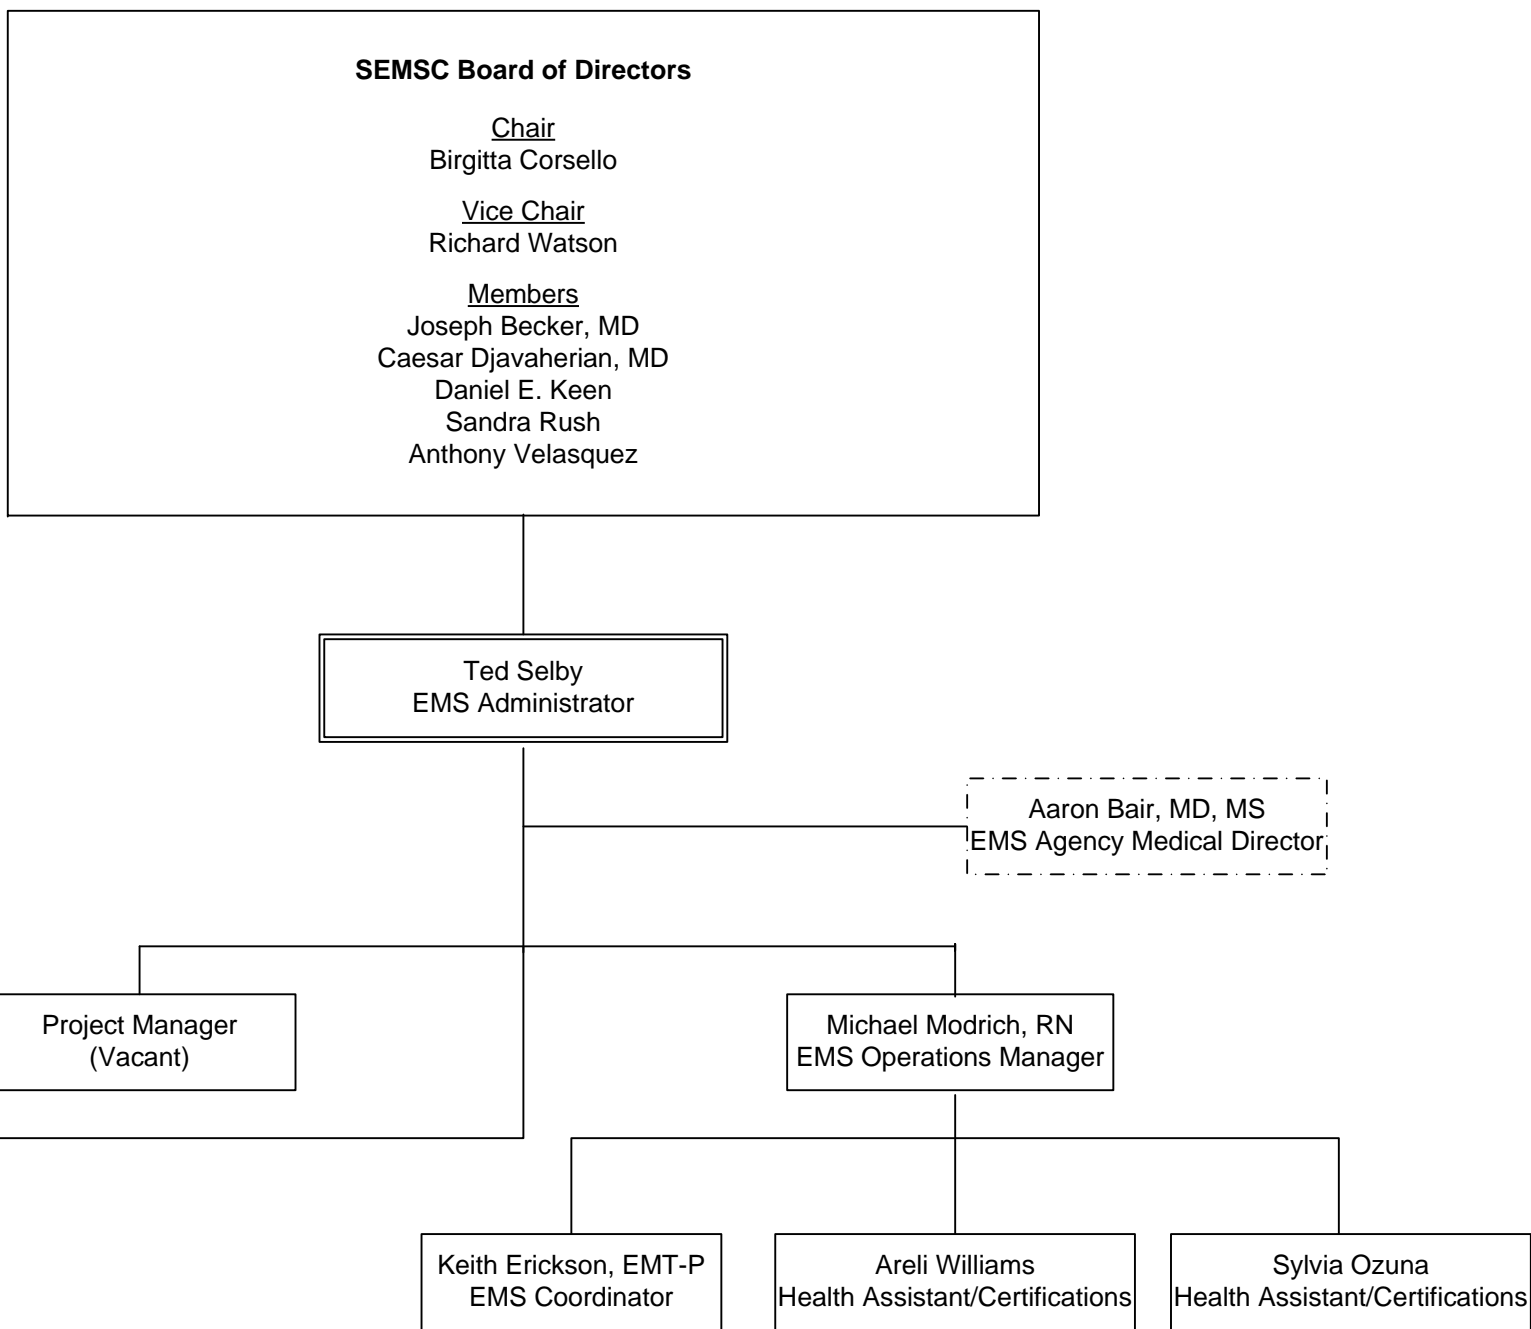 SEMSC Board of Directors
Chair
Birgitta Corsello
Vice Chair
Richard Watson
Members
Joseph Becker, MD
Caesar Djavaherian, MD
Daniel E. Keen
Sandra Rush
Anthony Velasquez
Ted Selby
EMS Administrator
Aaron Bair, MD, MS
EMS Agency Medical Director
Project Manager
(Vacant)
Michael Modrich, RN
EMS Operations Manager
Keith Erickson, EMT-P
EMS Coordinator
Areli Williams
Health Assistant/Certifications
Sylvia Ozuna
Health Assistant/Certifications